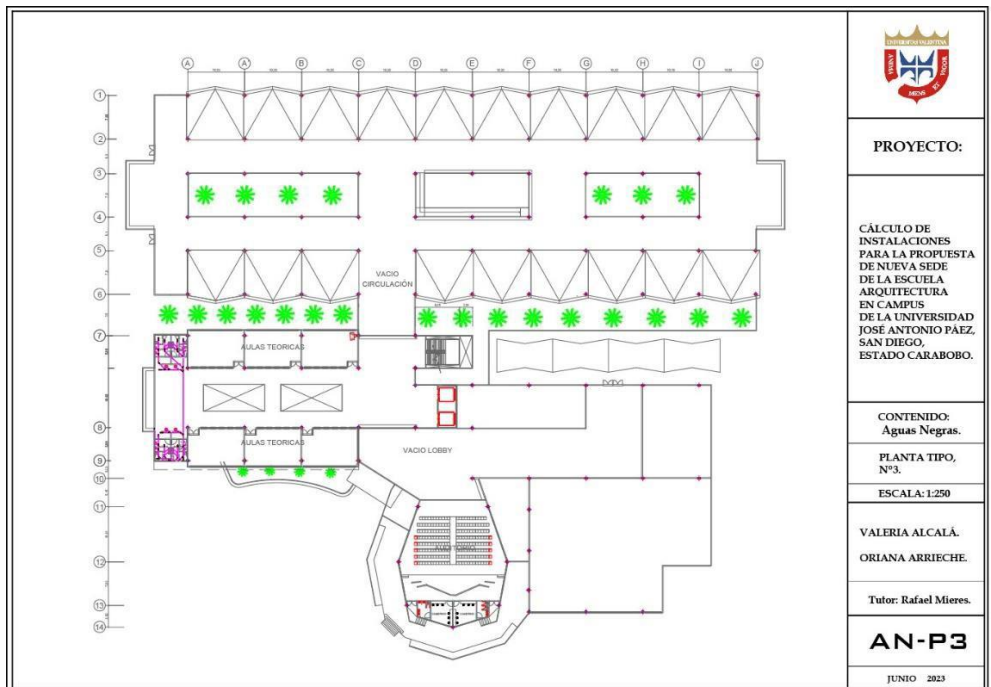 A A' B C D E F G H I J
1
2
3
4
5
6
7
8
9
10
11
12
13
14
VACIO
CIRCULACIÓN
AULAS TEORICAS
AULAS TEORICAS
VACIO LOBBY
AUDITORIO
PROYECTO:
CÁLCULO DE
INSTALACIONES
PARA LA PROPUESTA
DE NUEVA SEDE
DE LA ESCUELA
ARQUITECTURA
EN CAMPUS
DE LA UNIVERSIDAD
JOSÉ ANTONIO PÁEZ,
SAN DIEGO,
ESTADO CARABOBO.
CONTENIDO:
Aguas Negras.
PLANTA TIPO,
Nº3.
ESCALA: 1:250
VALERIA ALCALÁ.
ORIANA ARRIECHE.
Tutor: Rafael Mieres.
AN-P3
JUNIO 2023